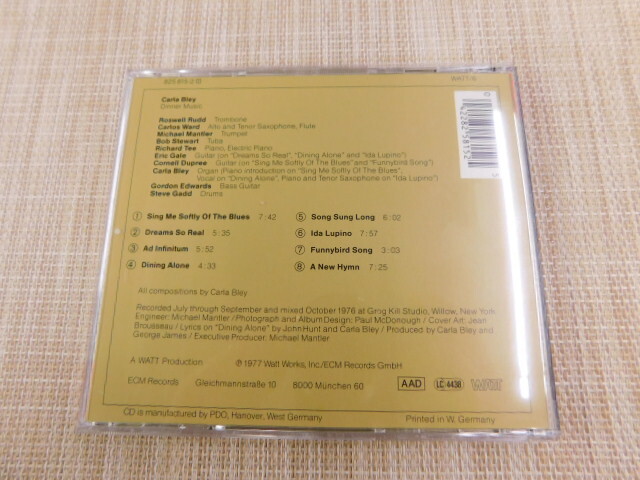 825 815-2
WATT/6
Carla Bley
Dinner Music
Roswell Rudd Trombone
Carlos Ward Alto and Tenor Saxophone, Flute
Michael Mantler Trumpet
Bob Stewart Tuba
Richard Tee Piano, Electric Piano
Eric Gale Guitar (on "Dreams So Real", "Dining Alone" and "Ida Lupino")
Cornell Dupree Guitar (on "Sing Me Softly Of The Blues" and "Funnybird Song")
Carla Bley Organ (Piano introduction on "Sing Me Softly Of The Blues",
Vocal on "Dining Alone", Piano and Tenor Saxophone on "Ida Lupino")
Gordon Edwards Bass Guitar
Steve Gadd Drums
① Sing Me Softly Of The Blues 7:42
② Dreams So Real 5:35
③ Ad Infinitum 5:52
④ Dining Alone 4:33
⑤ Song Sung Long 6:02
⑥ Ida Lupino 7:57
⑦ Funnybird Song 3:03
⑧ A New Hymn 7:25
All compositions by Carla Bley
Recorded July through September and mixed October 1976 at Grog Kill Studio, Willow, New York
Engineer: Michael Mantler / Photograph and Album Design: Paul McDonough / Cover Art: Jean
Brousseau / Lyrics on "Dining Alone" by John Hunt and Carla Bley / Produced by Carla Bley and
George James / Executive Producer: Michael Mantler
A WATT Production ℗ 1977 Watt Works, Inc./ECM Records GmbH
ECM Records Gleichmannstraße 10 8000 München 60 AAD LC 4438 WATT
CD is manufactured by PDO, Hanover, West Germany
Printed in W. Germany